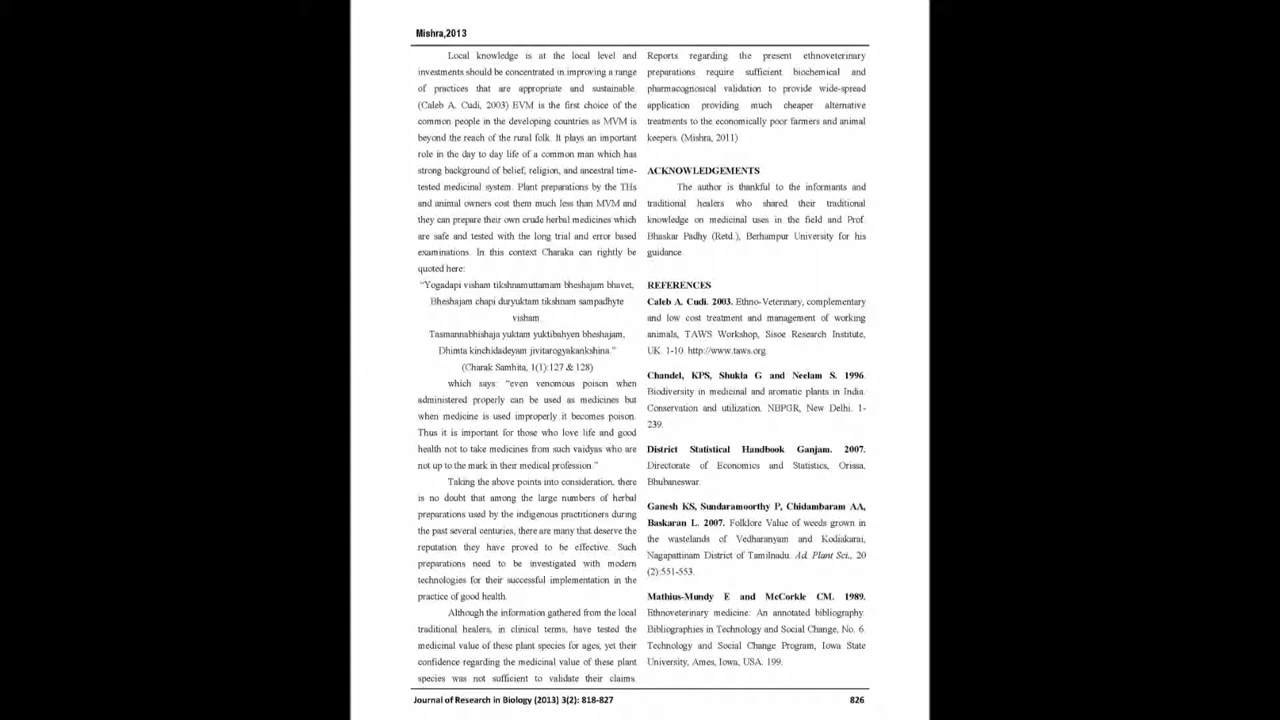 Mishra,2013
Local knowledge is at the local level and
investments should be concentrated in improving a range
of practices that are appropriate and sustainable.
(Caleb A. Cudi, 2003) EVM is the first choice of the
common people in the developing countries as MVM is
beyond the reach of the rural folk. It plays an important
role in the day to day life of a common man which has
strong background of belief, religion, and ancestral time-
tested medicinal system. Plant preparations by the THs
and animal owners cost them much less than MVM and
they can prepare their own crude herbal medicines which
are safe and tested with the long trial and error based
examinations. In this context Charaka can rightly be
quoted here:
“Yogadapi visham tikshnamuttamam bheshajam bhavet,
Bheshajam chapi duryuktam tikshnam sampadhyte
visham.
Tasmannabhishaja yuktam yuktibahyen bheshajam,
Dhimta kinchidadeyam jivitarogyakankshina.”
(Charak Samhita, 1(1):127 & 128)
which says: “even venomous poison when
administered properly can be used as medicines but
when medicine is used improperly it becomes poison.
Thus it is important for those who love life and good
health not to take medicines from such vaidyas who are
not up to the mark in their medical profession.”
Taking the above points into consideration, there
is no doubt that among the large numbers of herbal
preparations used by the indigenous practitioners during
the past several centuries, there are many that deserve the
reputation they have proved to be effective. Such
preparations need to be investigated with modern
technologies for their successful implementation in the
practice of good health.
Although the information gathered from the local
traditional healers, in clinical terms, have tested the
medicinal value of these plant species for ages, yet their
confidence regarding the medicinal value of these plant
species was not sufficient to validate their claims.
Reports regarding the present ethnoveterinary
preparations require sufficient biochemical and
pharmacognosical validation to provide wide-spread
application providing much cheaper alternative
treatments to the economically poor farmers and animal
keepers. (Mishra, 2011)
ACKNOWLEDGEMENTS
The author is thankful to the informants and
traditional healers who shared their traditional
knowledge on medicinal uses in the field and Prof.
Bhaskar Padhy (Retd.), Berhampur University for his
guidance.
REFERENCES
Caleb A. Cudi. 2003. Ethno-Veterinary, complementary
and low cost treatment and management of working
animals, TAWS Workshop, Sisoe Research Institute,
UK. 1-10. http://www.taws.org.
Chandel, KPS, Shukla G and Neelam S. 1996.
Biodiversity in medicinal and aromatic plants in India.
Conservation and utilization. NBPGR, New Delhi. 1-
239.
District Statistical Handbook Ganjam. 2007.
Directorate of Economics and Statistics, Orissa,
Bhubaneswar.
Ganesh KS, Sundaramoorthy P, Chidambaram AA,
Baskaran L. 2007. Folklore Value of weeds grown in
the wastelands of Vedharanyam and Kodiakarai,
Nagapattinam District of Tamilnadu. Ad. Plant Sci., 20
(2):551-553.
Mathius-Mundy E and McCorkle CM. 1989.
Ethnoveterinary medicine: An annotated bibliography.
Bibliographies in Technology and Social Change, No. 6.
Technology and Social Change Program, Iowa State
University, Ames, Iowa, USA. 199.
Journal of Research in Biology (2013) 3(2): 818-827
826